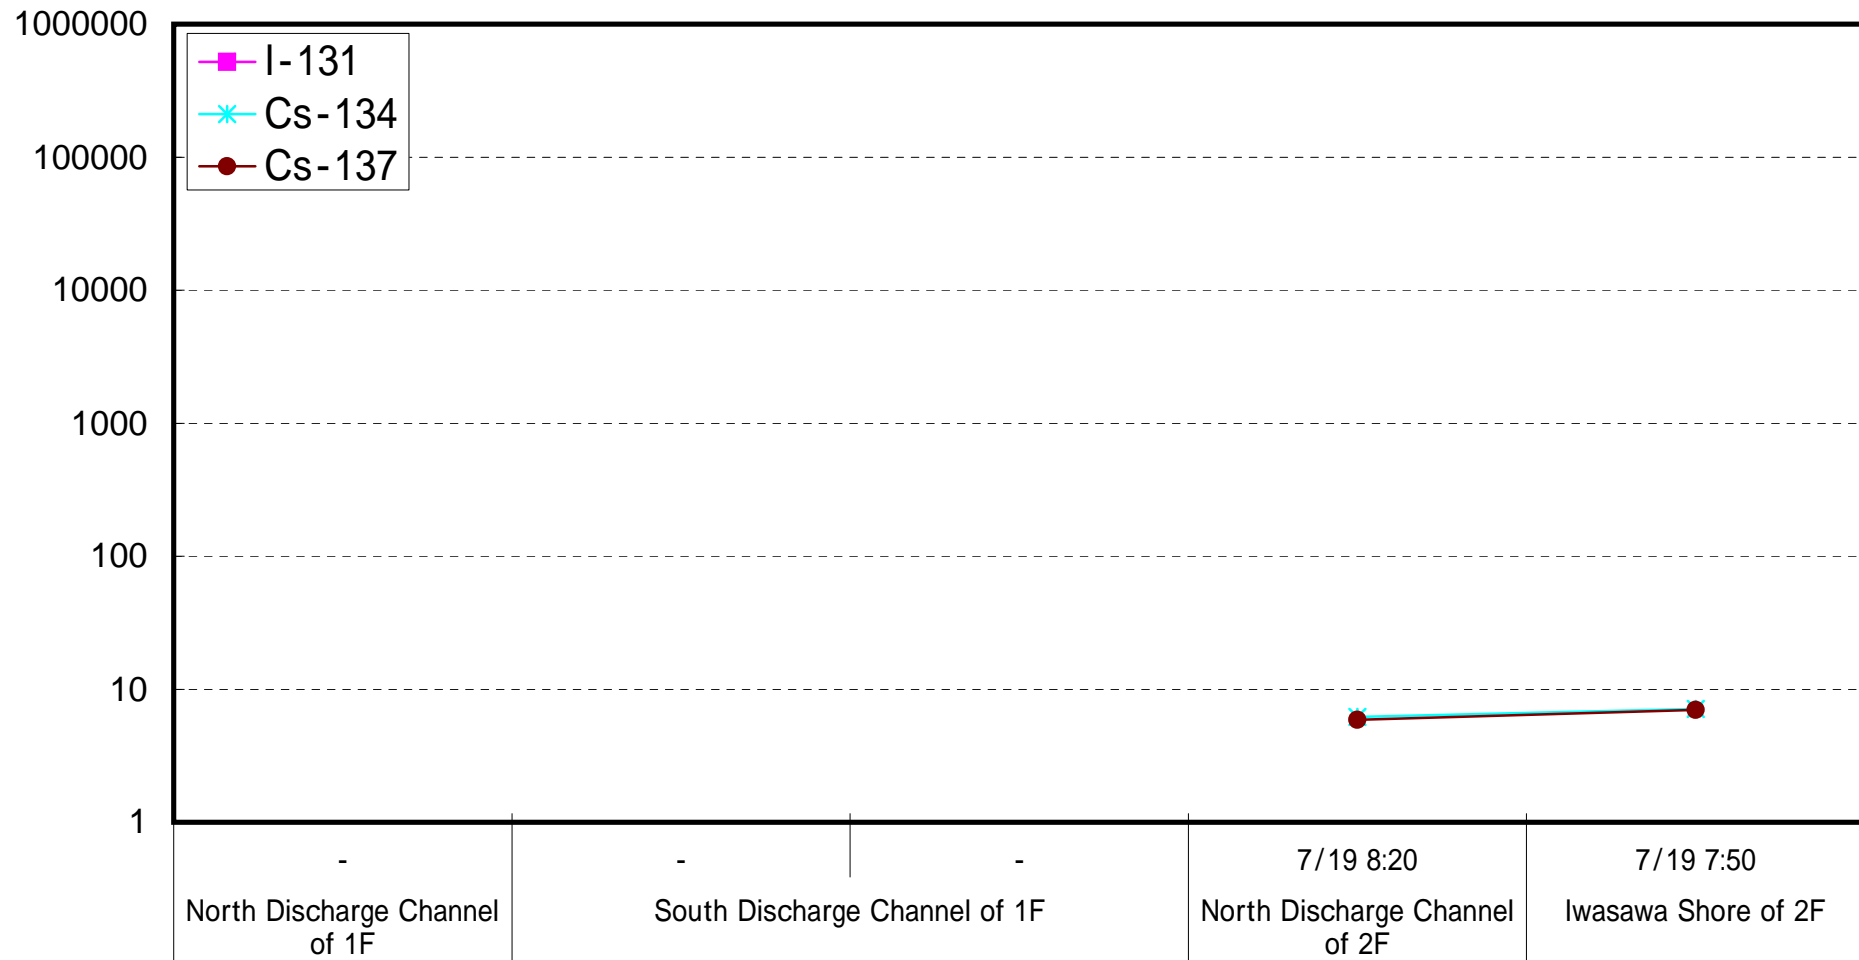 1000000
100000
10000
1000
100
10
1
I-131
Cs-134
Cs-137
- - - 7/19 8:20 7/19 7:50
North Discharge Channel of 1F
South Discharge Channel of 1F
North Discharge Channel of 2F
Iwasawa Shore of 2F